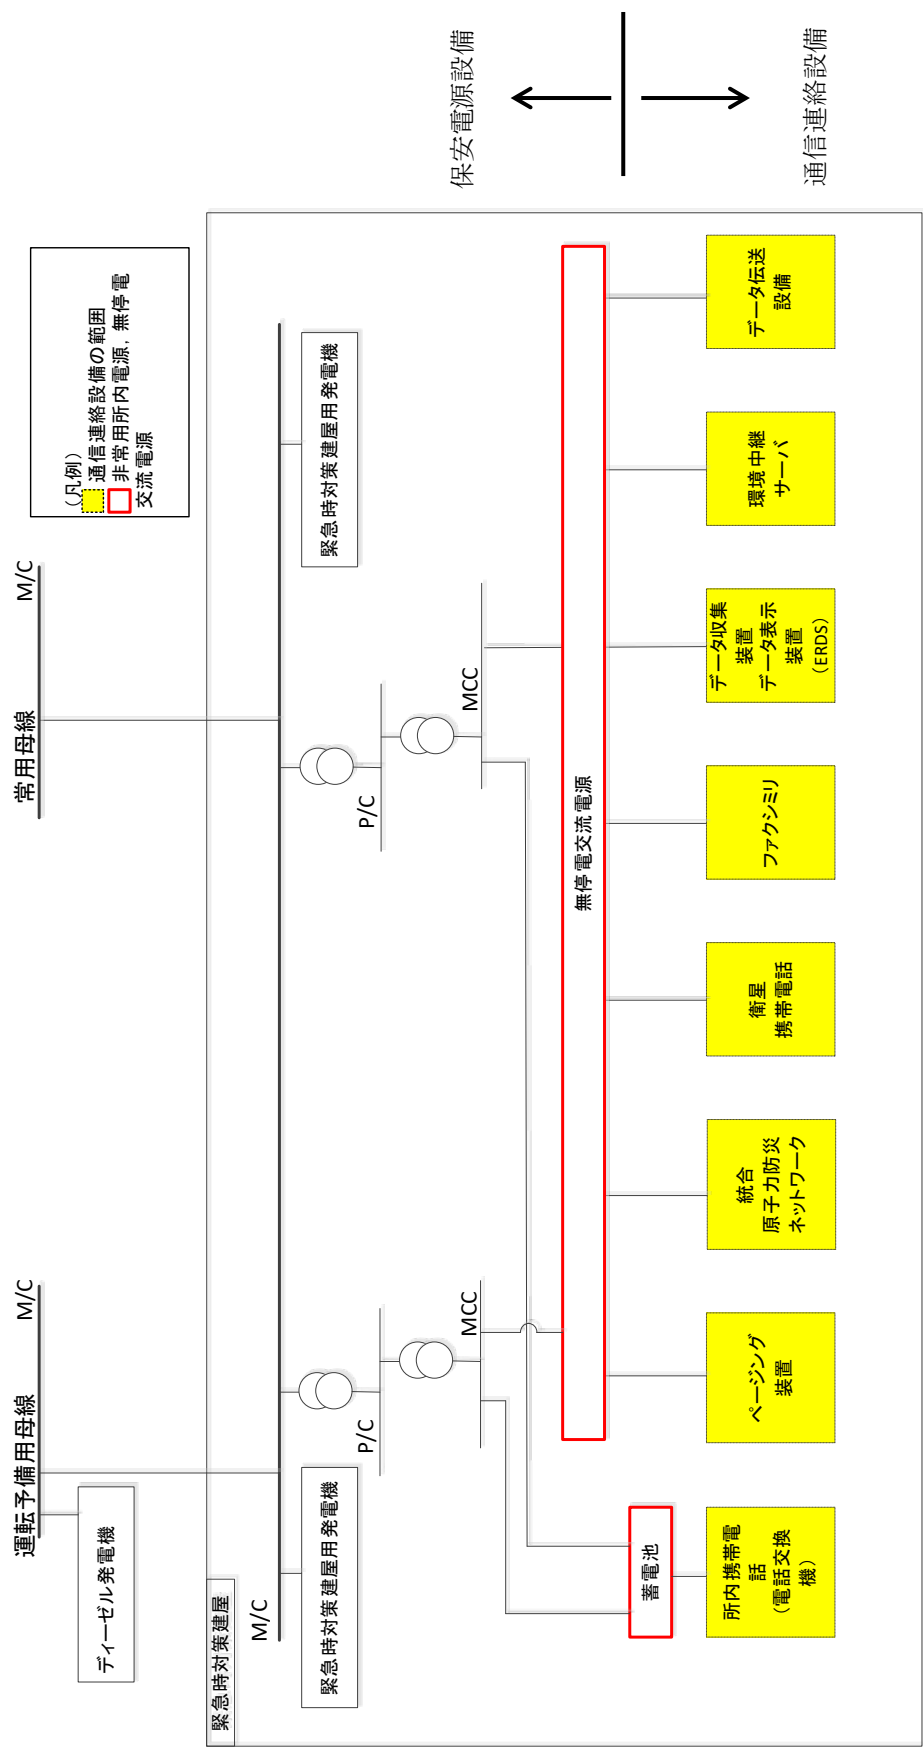 運転予備用母線
M/C
常用母線
M/C
（凡例）
通信連絡設備の範囲
非常用所内電源，無停電
交流電源
ディーゼル発電機
緊急時対策建屋
M/C
緊急時対策建屋用発電機
緊急時対策建屋用発電機
P/C
P/C
MCC
MCC
無停電交流電源
蓄電池
所内携帯電
話
（電話交換
機）
ページング
装置
統合
原子力防災
ネットワーク
衛星
携帯電話
ファクシミリ
データ収集
装置
データ表示
装置
（ERDS）
環境中継
サーバ
データ伝送
設備
保安電源設備
通信連絡設備